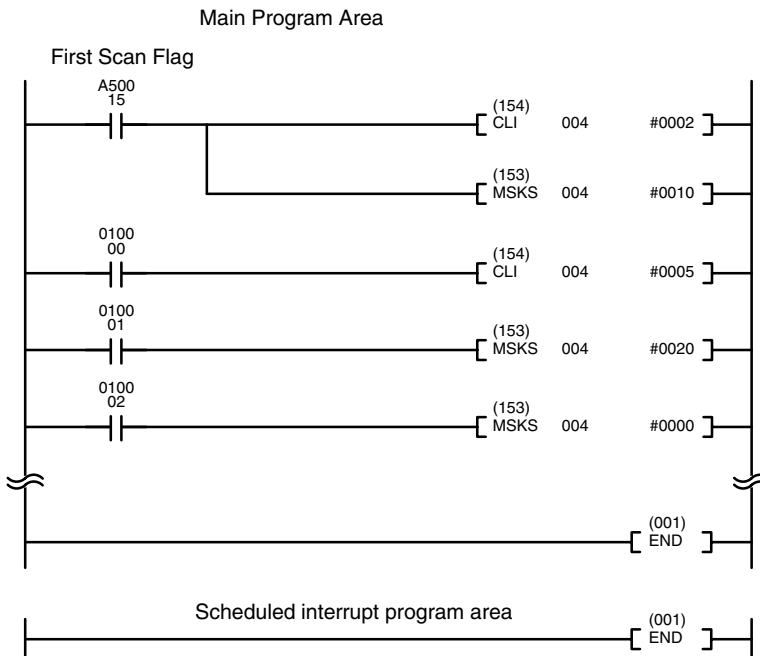 Main Program Area
First Scan Flag
A500
15
(154)
CLI 004 #0002
(153)
MSKS 004 #0010
0100
00
(154)
CLI 004 #0005
0100
01
(153)
MSKS 004 #0020
0100
02
(153)
MSKS 004 #0000
(001)
END
Scheduled interrupt program area
(001)
END